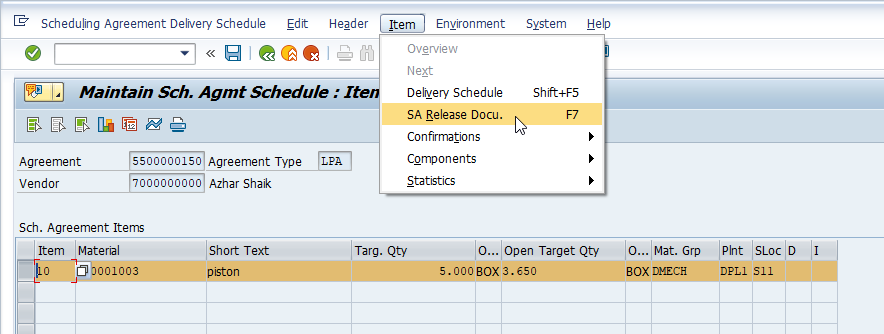 Scheduling Agreement Delivery Schedule Edit Header Item Environment System Help
Overview
Next
Maintain Sch. Agmt Schedule : Iten
Delivery Schedule Shift+F5
SA Release Docu. F7
Confirmations
Components
Statistics
Agreement 5500000150 Agreement Type LPA
Vendor 7000000000 Azhar Shaik
Sch. Agreement Items
Item Material Short Text Targ. Qty O... Open Target Qty O... Mat. Grp Plnt SLoc D I
10 0001003 piston 5.000 BOX 3.650 BOX DMECH DPL1 S11